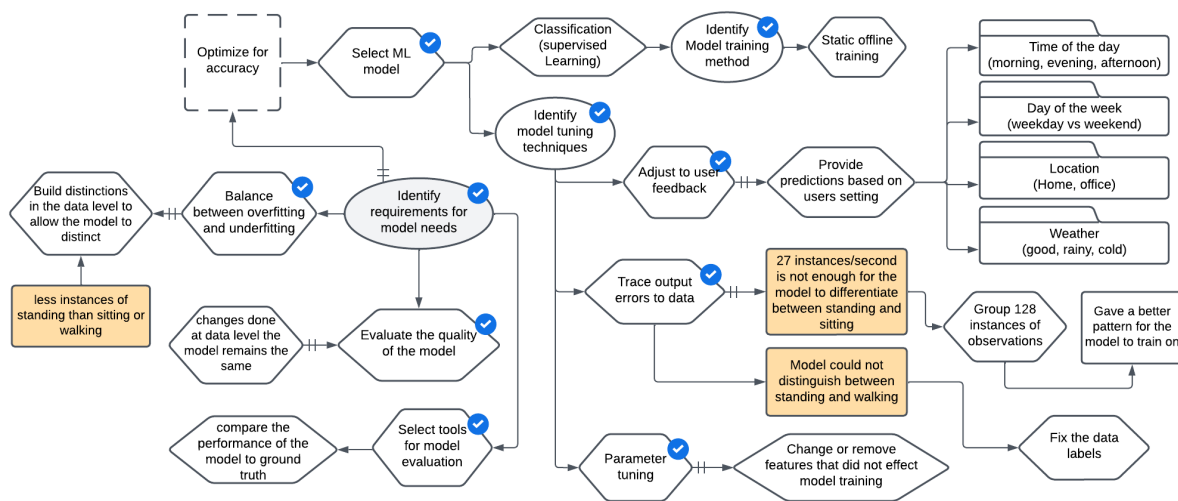 Optimize for
accuracy
Select ML
model
Classification
(supervised
Learning)
Identify
Model training
method
Static offline
training
Time of the day
(morning, evening, afternoon)
Identify
model tuning
techniques
Day of the week
(weekday vs weekend)
Adjust to user
feedback
Provide
predictions based on
users setting
Location
(Home, office)
Weather
(good, rainy, cold)
Build distinctions
in the data level to
allow the model to
distinct
Balance
between overfitting
and underfitting
Identify
requirements for
model needs
less instances of
standing than sitting or
walking
Trace output
errors to data
27 instances/second
is not enough for the
model to differentiate
between standing and
sitting
Group 128
instances of
observations
Gave a better
pattern for the
model to train on
changes done
at data level the
model remains the
same
Evaluate the quality
of the model
Model could not
distinguish between
standing and walking
compare the
performance of the
model to ground
truth
Select tools
for model
evaluation
Fix the data
labels
Parameter
tuning
Change or remove
features that did not effect
model training